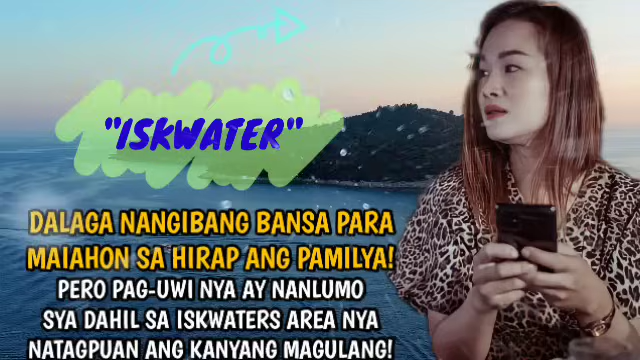 "ISKWATER"
DALAGA NANGIBANG BANSA PARA
MAIAHON SA HIRAP ANG PAMILYA!
PERO PAG-UWI NYA AY NANLUMO
SYA DAHIL SA ISKWATERS AREA NYA
NATAGPUAN ANG KANYANG MAGULANG!